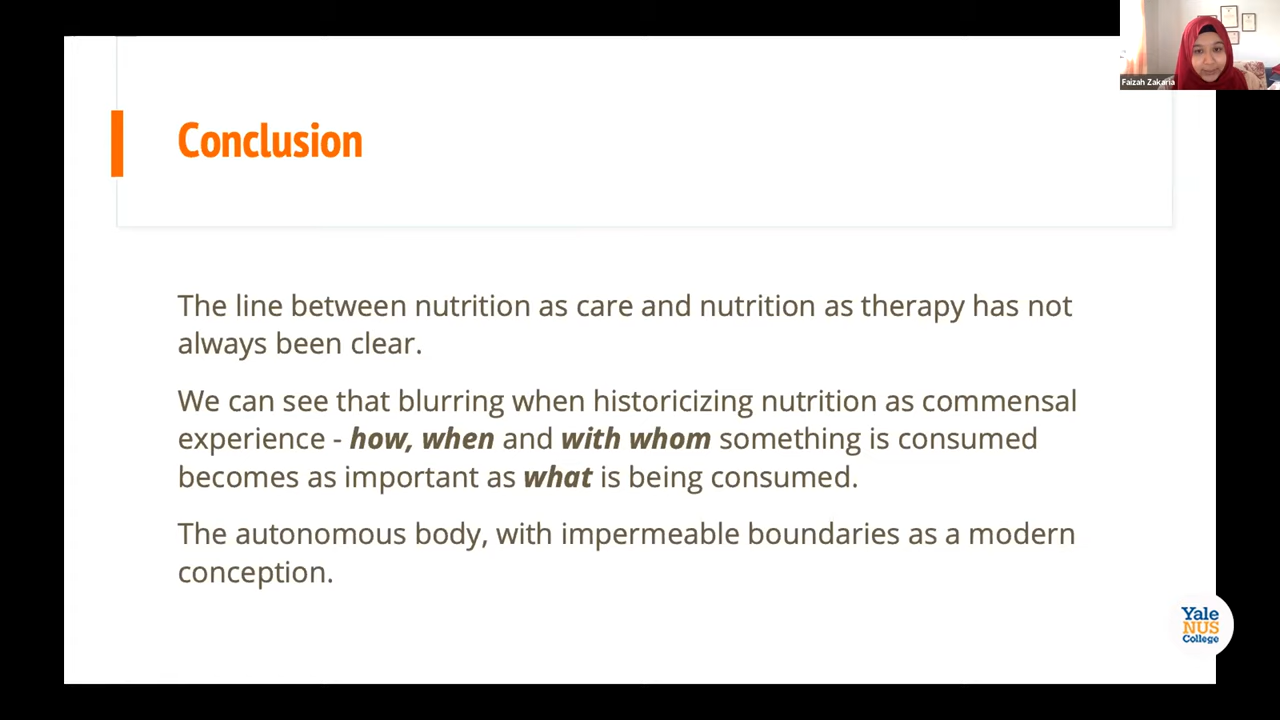 Faizah Zakaria
Conclusion
The line between nutrition as care and nutrition as therapy has not
always been clear.
We can see that blurring when historicizing nutrition as commensal
experience - how, when and with whom something is consumed
becomes as important as what is being consumed.
The autonomous body, with impermeable boundaries as a modern
conception.
Yale
NUS
College